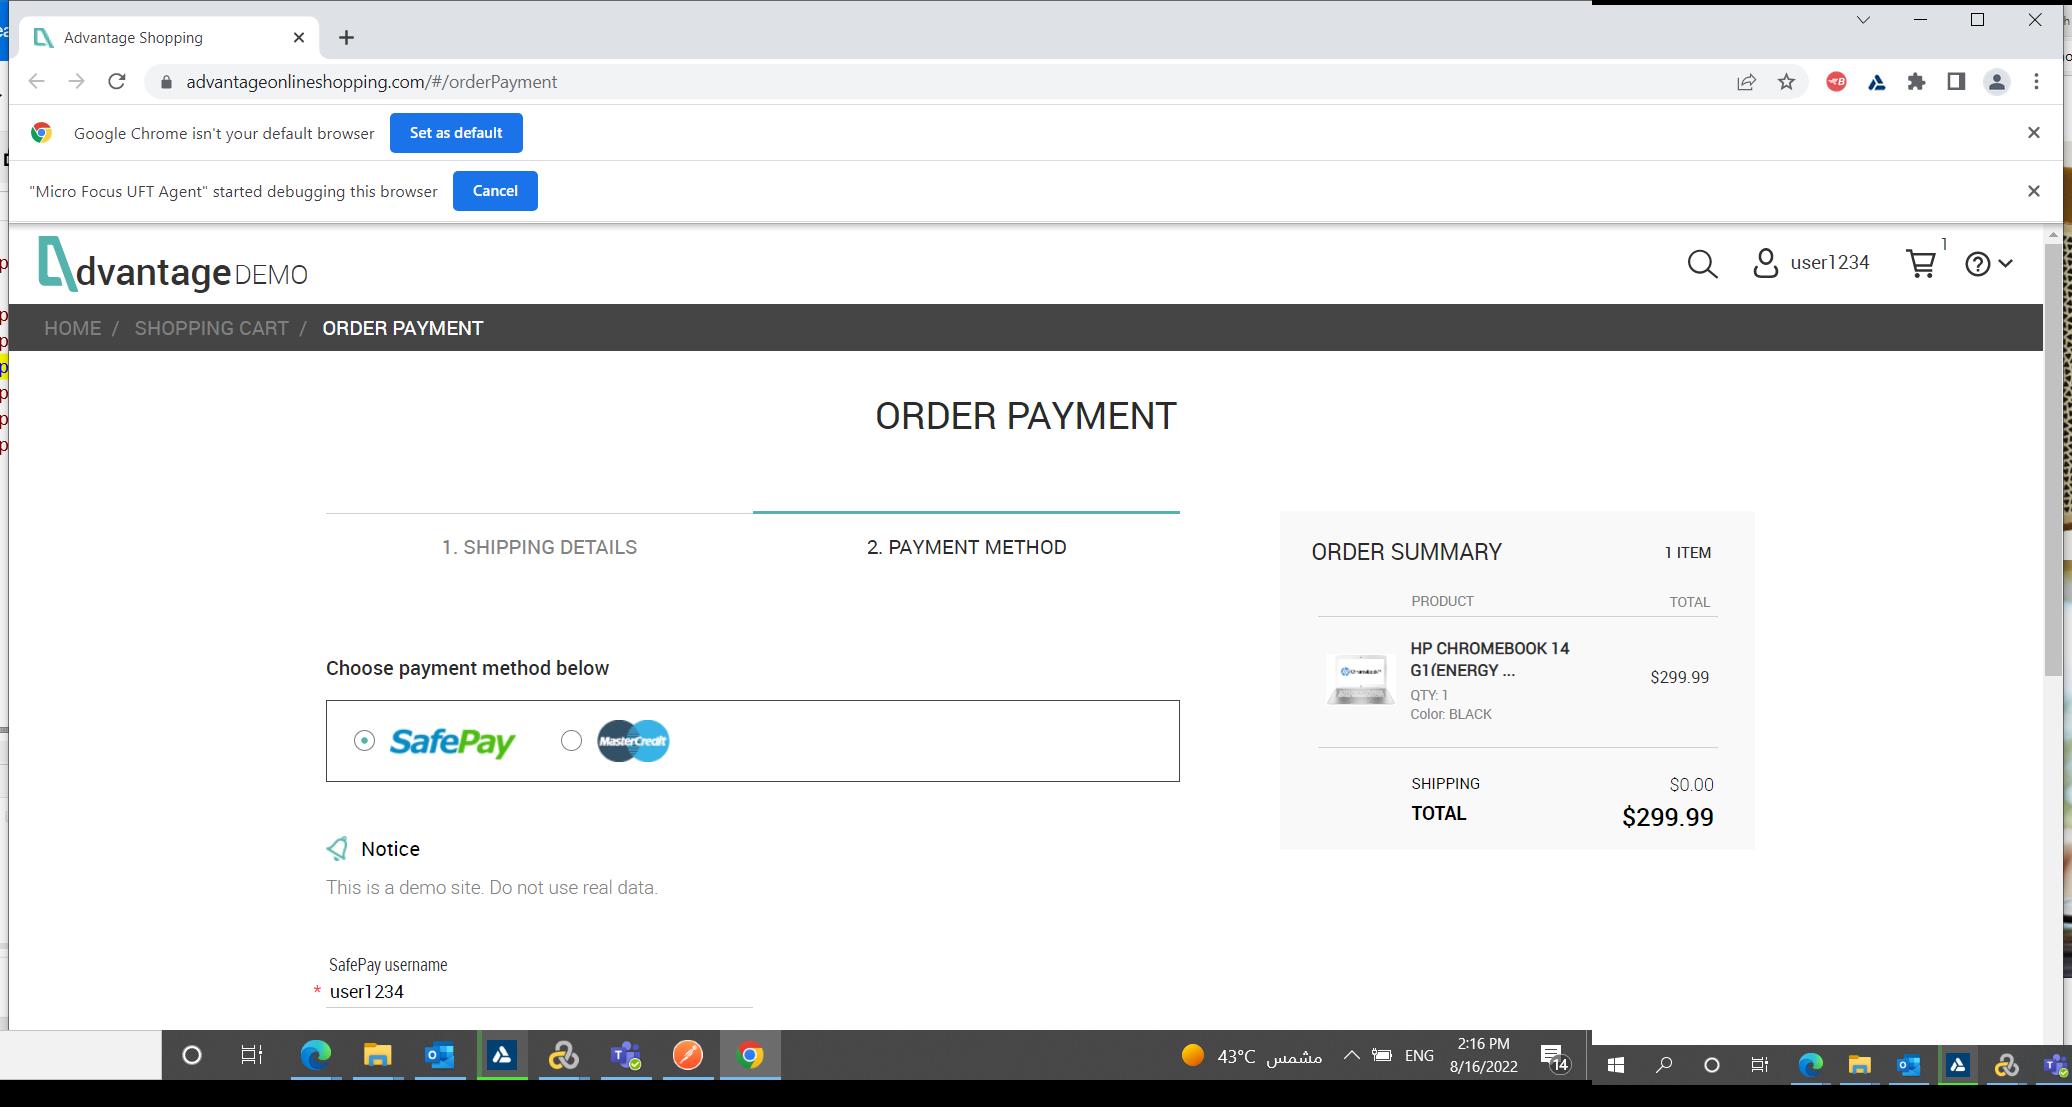 Advantage Shopping
advantageonlineshopping.com/#/orderPayment
Google Chrome isn't your default browser
Set as default
"Micro Focus UFT Agent" started debugging this browser
Cancel
dvantage DEMO
user1234
1
HOME / SHOPPING CART / ORDER PAYMENT
ORDER PAYMENT
1. SHIPPING DETAILS
2. PAYMENT METHOD
Choose payment method below
SafePay
MasterCredit
Notice
This is a demo site. Do not use real data.
SafePay username
* user1234
ORDER SUMMARY
1 ITEM
PRODUCT
TOTAL
HP CHROMEBOOK 14
G1(ENERGY ...
$299.99
QTY: 1
Color: BLACK
SHIPPING
$0.00
TOTAL
$299.99
43°C مشمس
ENG
2:16 PM
8/16/2022
14